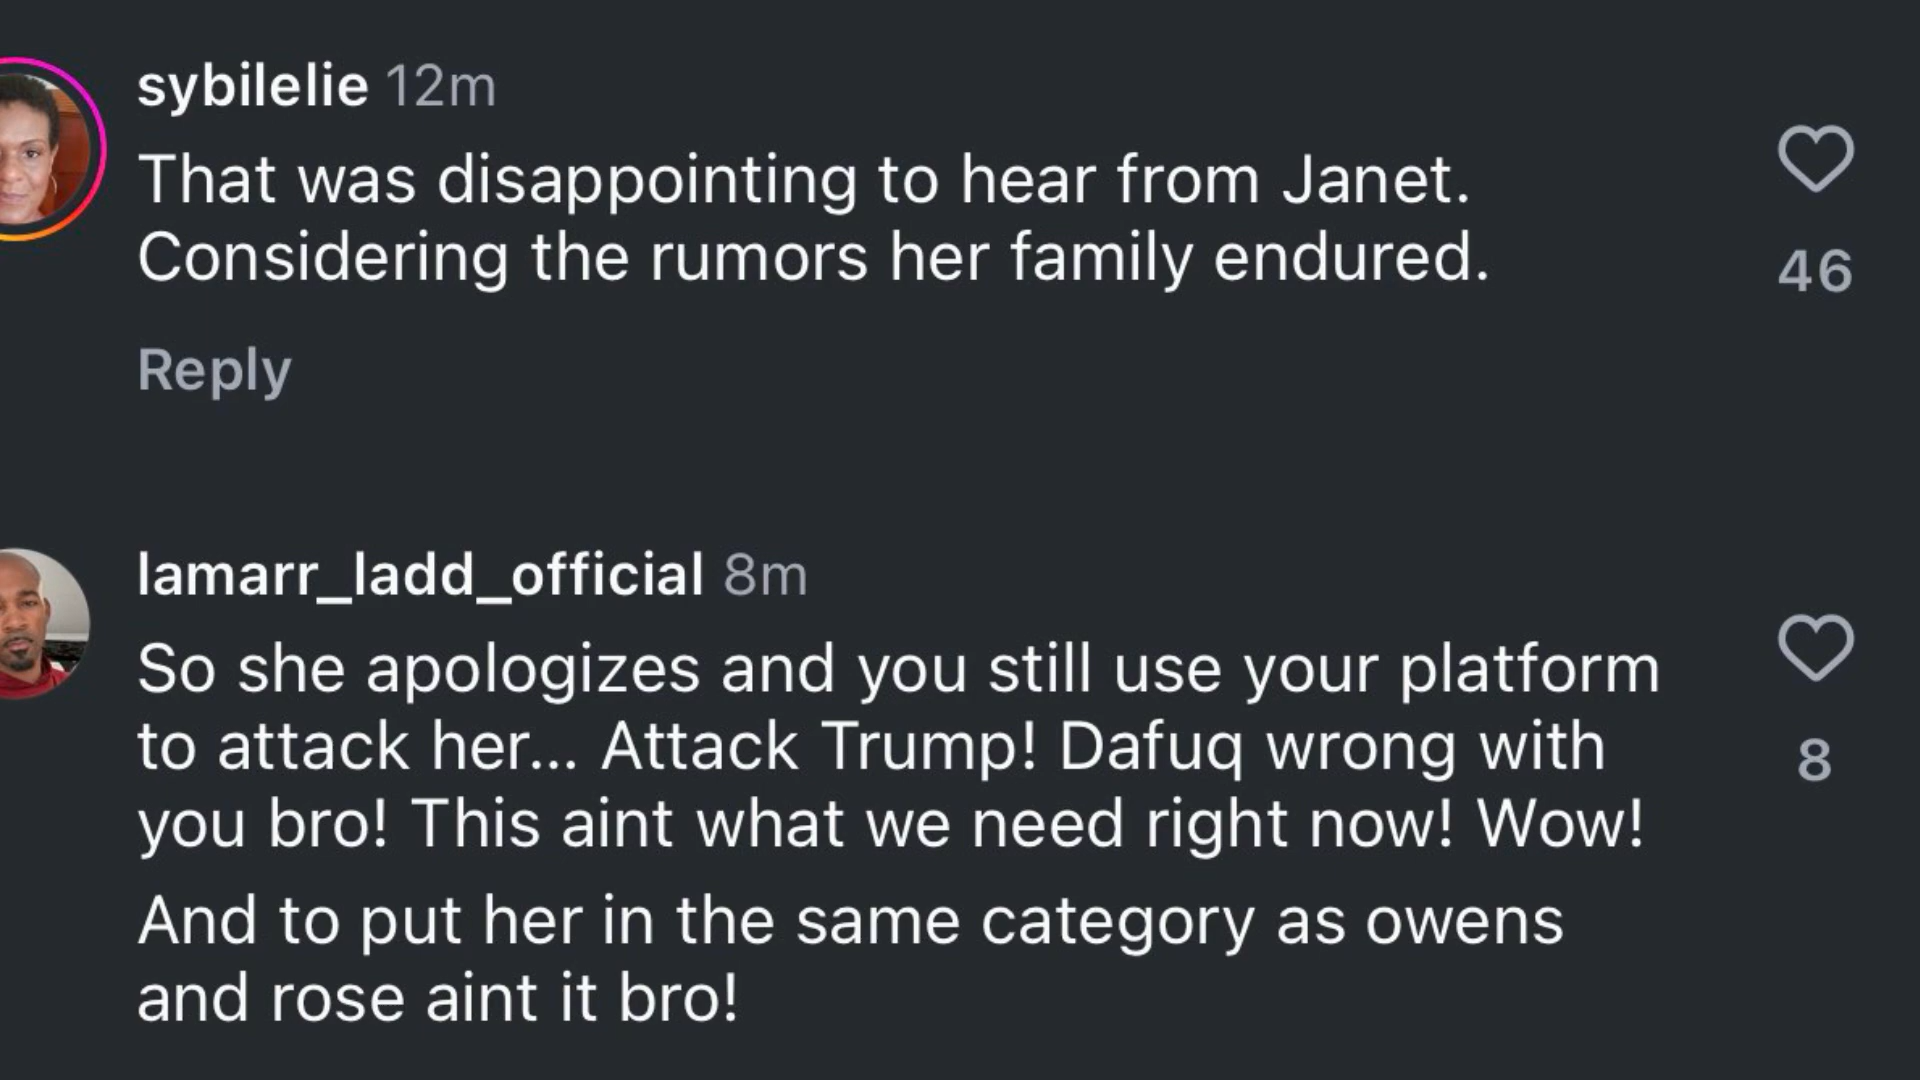 sybilelie 12m
That was disappointing to hear from Janet.
Considering the rumors her family endured.
46
Reply
lamarr_ladd_official 8m
So she apologizes and you still use your platform
to attack her... Attack Trump! Dafuq wrong with
you bro! This aint what we need right now! Wow!
8
And to put her in the same category as owens
and rose aint it bro!